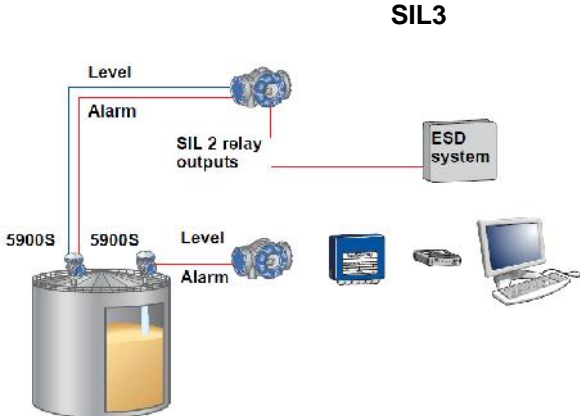 SIL3
Level
Alarm
SIL 2 relay
outputs
ESD
system
5900S
5900S
Level
Alarm